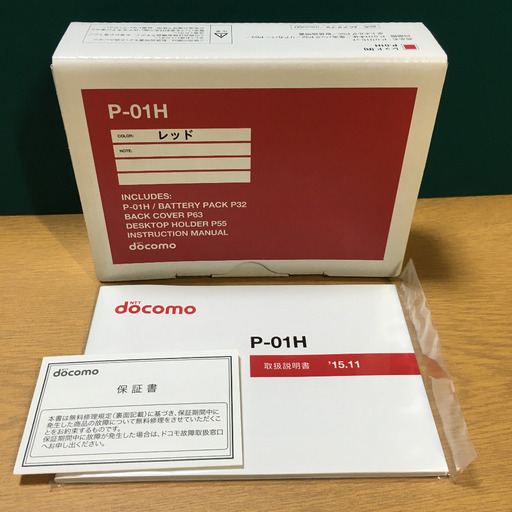 P-01H
COLOR: レッド
NOTE:
INCLUDES:
P-01H / BATTERY PACK P32
BACK COVER P63
DESKTOP HOLDER P55
INSTRUCTION MANUAL
döcomo
NTT
döcomo
P-01H
取扱説明書 '15.11
döcomo
保証書
本書は無料修理規定(裏面記載)に基づき、保証期間中に
発生した商品の故障について無料修理をさせていただくこ
とをお約束するものです。
保証期間中に故障が発生した場合は、ドコモ故障取扱窓口
へお申し出ください。